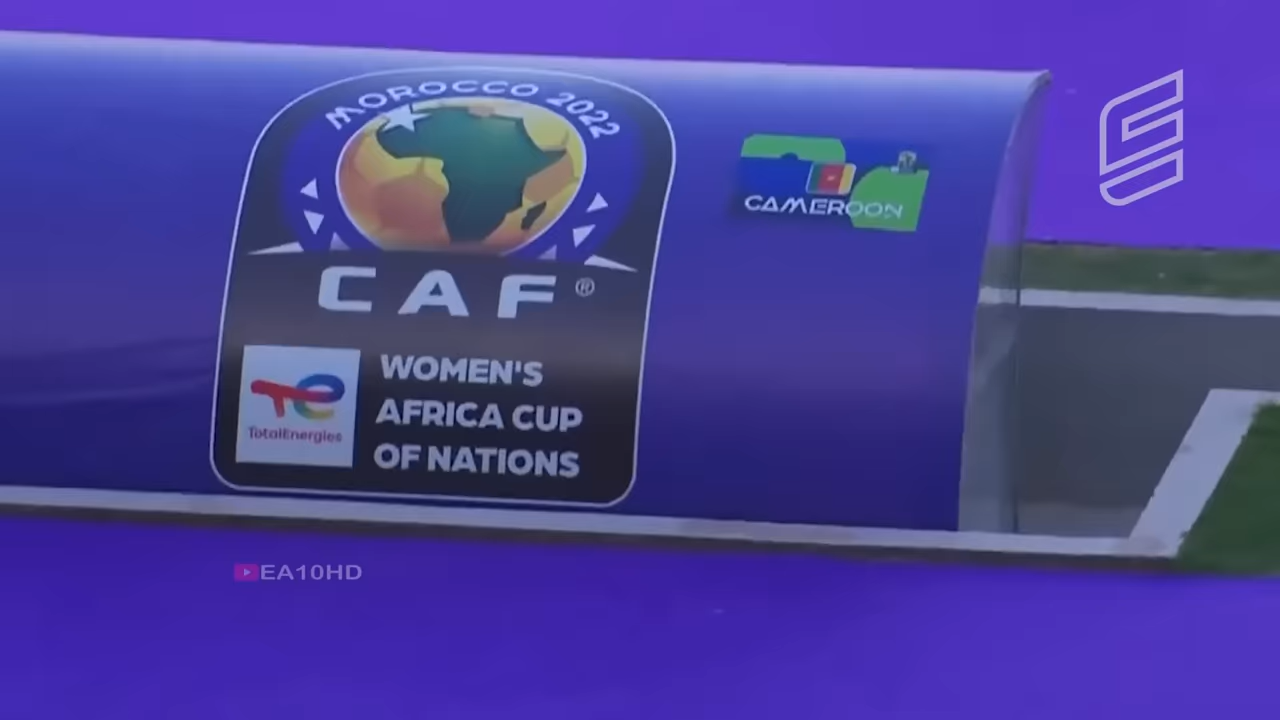 MOROCCO 2022
CAMEROON
CAF®
TotalEnergies
WOMEN'S
AFRICA CUP
OF NATIONS
EA10HD